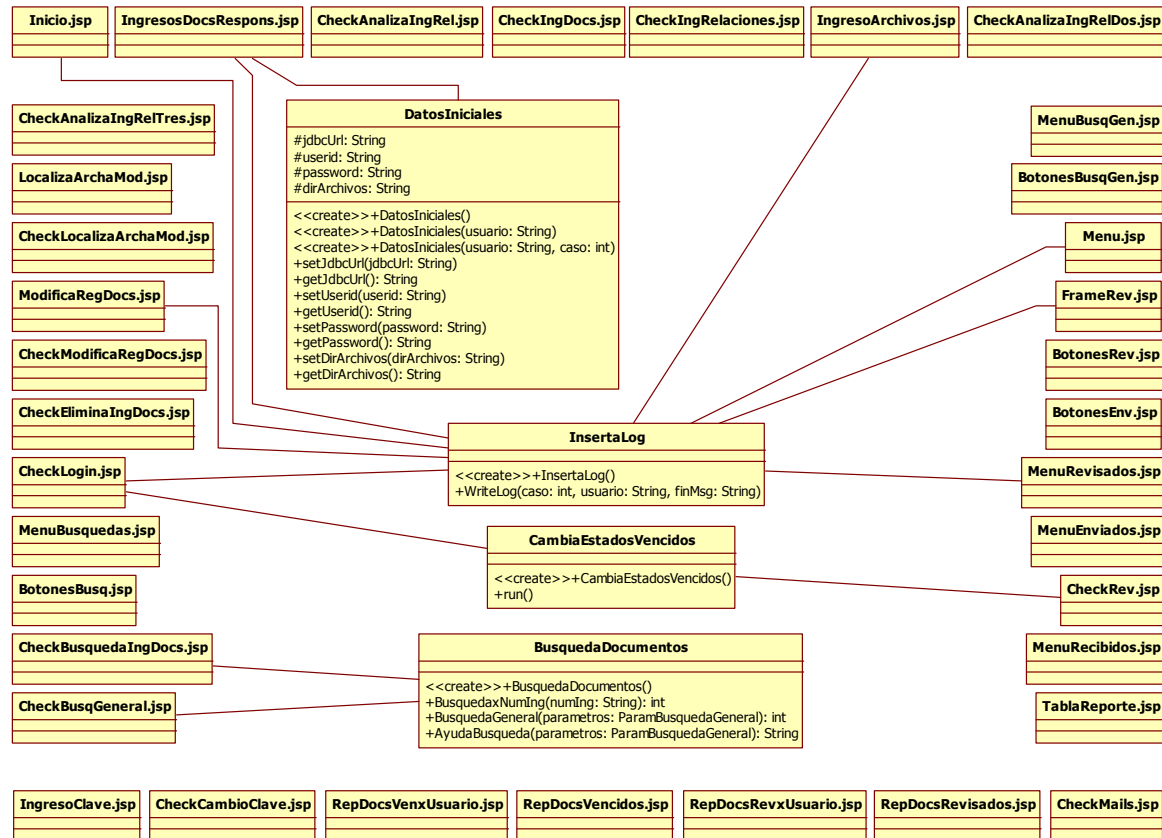 Inicio.jsp
IngresosDocsRespons.jsp
CheckAnalizaIngRel.jsp
CheckIngDocs.jsp
CheckIngRelaciones.jsp
IngresoArchivos.jsp
CheckAnalizaIngRelDos.jsp
CheckAnalizaIngRelTres.jsp
LocalizaArchaMod.jsp
CheckLocalizaArchaMod.jsp
ModificaRegDocs.jsp
CheckModificaRegDocs.jsp
CheckEliminaIngDocs.jsp
CheckLogin.jsp
MenuBusquedas.jsp
BotonesBusq.jsp
CheckBusquedaIngDocs.jsp
CheckBusqGeneral.jsp
DatosIniciales
#jdbcUrl: String
#userid: String
#password: String
#dirArchivos: String
<<create>>+DatosIniciales()
<<create>>+DatosIniciales(usuario: String)
<<create>>+DatosIniciales(usuario: String, caso: int)
+setJdbcUrl(jdbcUrl: String)
+getJdbcUrl(): String
+setUserid(userid: String)
+getUserid(): String
+setPassword(password: String)
+getPassword(): String
+setDirArchivos(dirArchivos: String)
+getDirArchivos(): String
InsertaLog
<<create>>+InsertaLog()
+WriteLog(caso: int, usuario: String, finMsg: String)
CambiaEstadosVencidos
<<create>>+CambiaEstadosVencidos()
+run()
BusquedaDocumentos
<<create>>+BusquedaDocumentos()
+BusquedaxNumIng(numIng: String): int
+BusquedaGeneral(parametros: ParamBusquedaGeneral): int
+AyudaBusqueda(parametros: ParamBusquedaGeneral): String
MenuBusqGen.jsp
BotonesBusqGen.jsp
Menu.jsp
FrameRev.jsp
BotonesRev.jsp
BotonesEnv.jsp
MenuRevisados.jsp
MenuEnviados.jsp
CheckRev.jsp
MenuRecibidos.jsp
TablaReporte.jsp
IngresoClave.jsp
CheckCambioClave.jsp
RepDocsVenxUsuario.jsp
RepDocsVencidos.jsp
RepDocsRevxUsuario.jsp
RepDocsRevisados.jsp
CheckMails.jsp